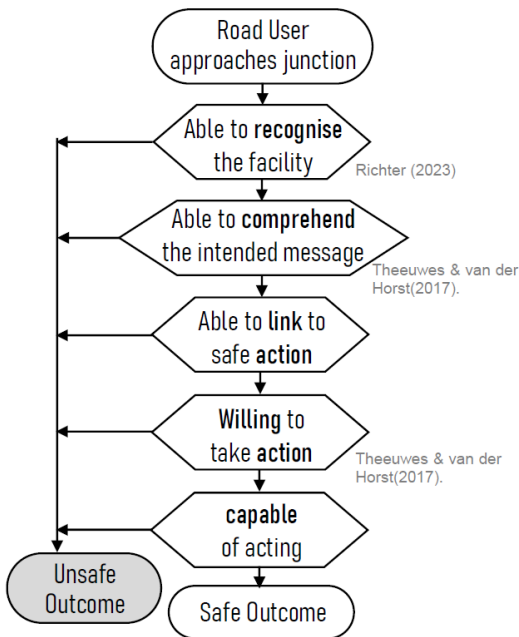 Road User
approaches junction
Able to recognise
the facility
Richter (2023)
Able to comprehend
the intended message
Theeuwes & van der
Horst(2017).
Able to link to
safe action
Willing to
take action
Theeuwes & van der
Horst(2017).
capable
of acting
Unsafe
Outcome
Safe Outcome